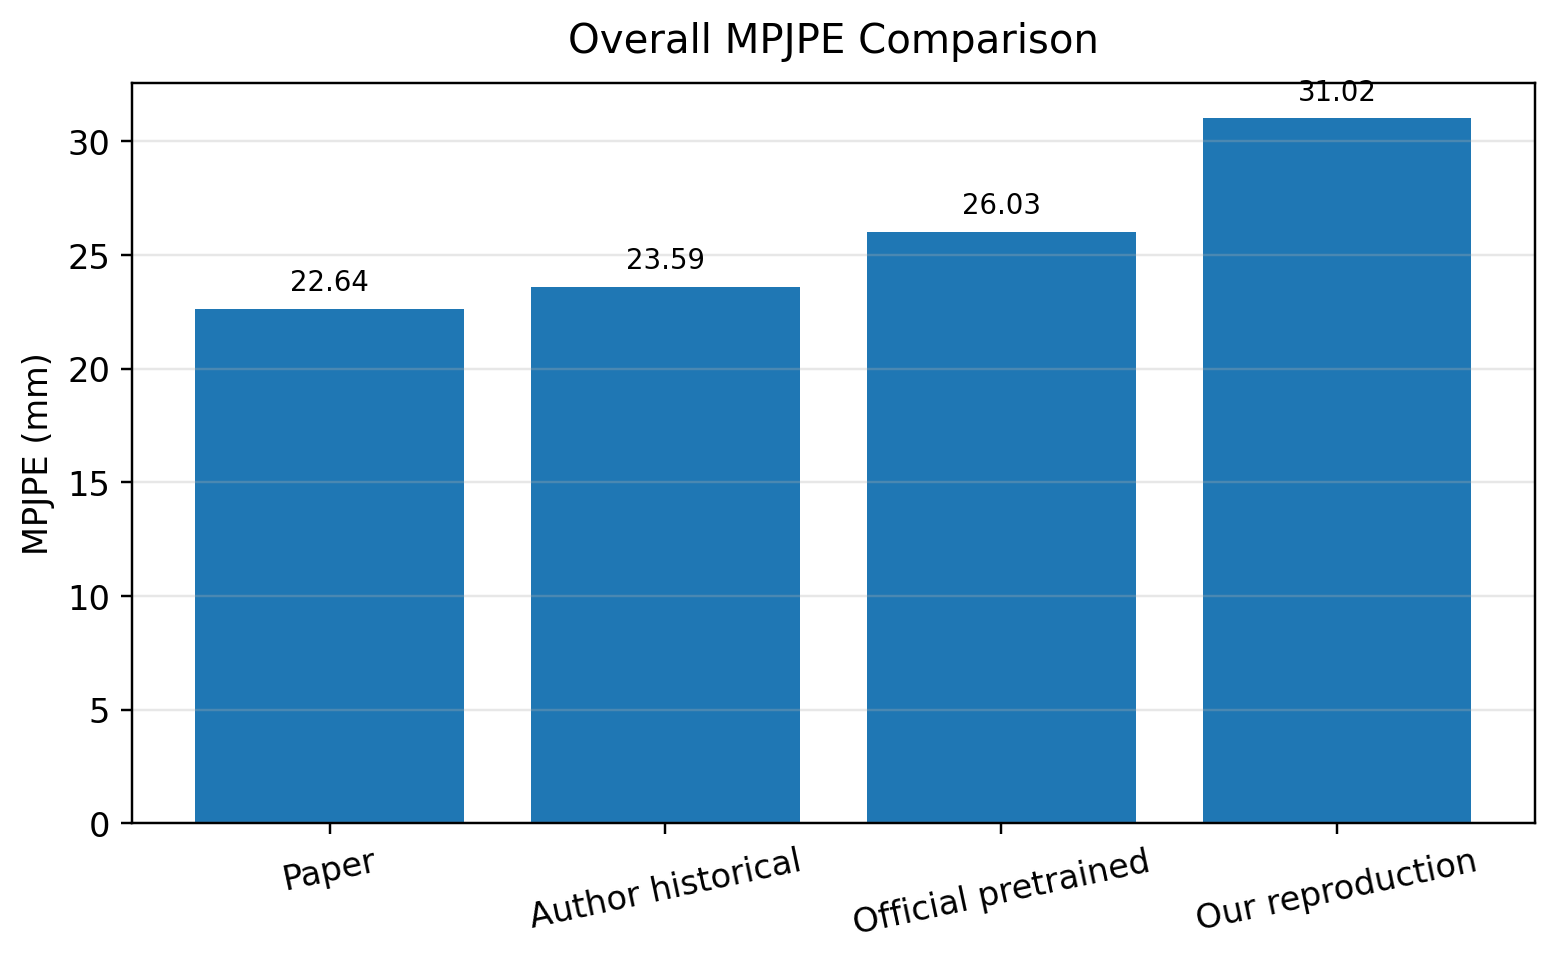 Overall MPJPE Comparison
MPJPE (mm)
30
25
20
15
10
5
0
22.64
23.59
26.03
31.02
Paper
Author historical
Official pretrained
Our reproduction